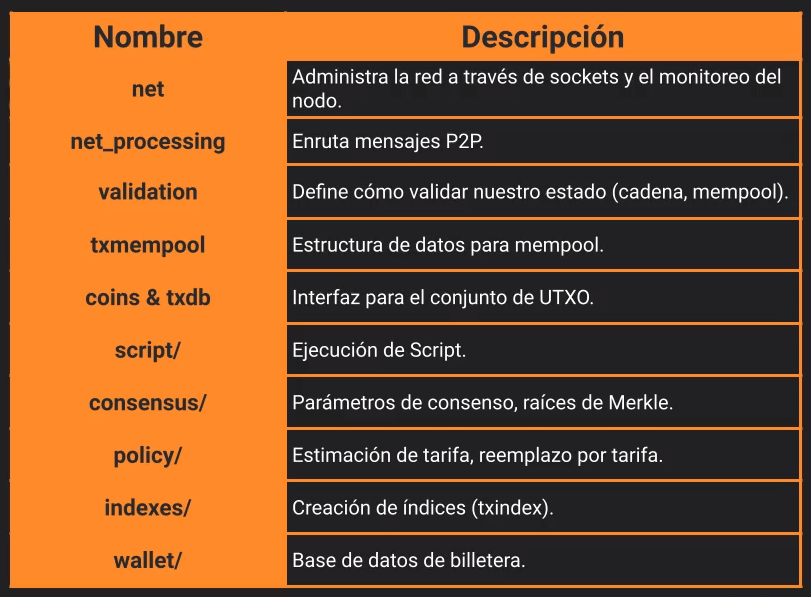 Nombre Descripción
net Administra la red a través de sockets y el monitoreo del
nodo.
net_processing Enruta mensajes P2P.
validation Define cómo validar nuestro estado (cadena, mempool).
txmempool Estructura de datos para mempool.
coins & txdb Interfaz para el conjunto de UTXO.
script/ Ejecución de Script.
consensus/ Parámetros de consenso, raíces de Merkle.
policy/ Estimación de tarifa, reemplazo por tarifa.
indexes/ Creación de índices (txindex).
wallet/ Base de datos de billetera.